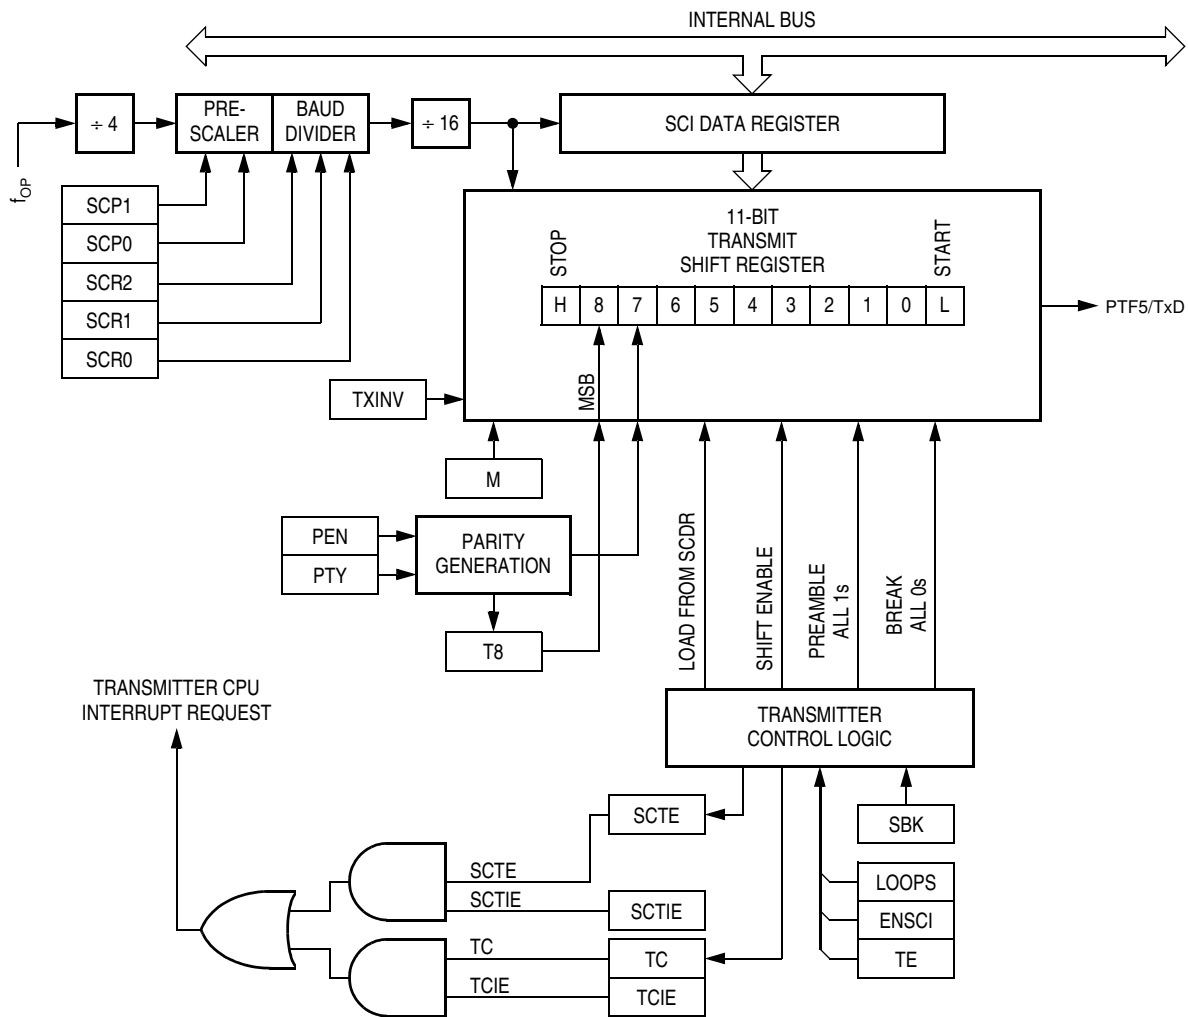 INTERNAL BUS
÷ 4
PRE-
SCALER
BAUD
DIVIDER
÷ 16
SCI DATA REGISTER
fOP
SCP1
SCP0
SCR2
SCR1
SCR0
11-BIT
TRANSMIT
SHIFT REGISTER
STOP
START
H 8 7 6 5 4 3 2 1 0 L
PTF5/TxD
MSB
TXINV
M
PEN
PTY
PARITY
GENERATION
T8
LOAD FROM SCDR
SHIFT ENABLE
PREAMBLE
ALL 1s
BREAK
ALL 0s
TRANSMITTER CPU
INTERRUPT REQUEST
TRANSMITTER
CONTROL LOGIC
SCTE
SBK
SCTE
SCTIE
SCTIE
LOOPS
ENSCI
TE
TC
TC
TCIE
TCIE